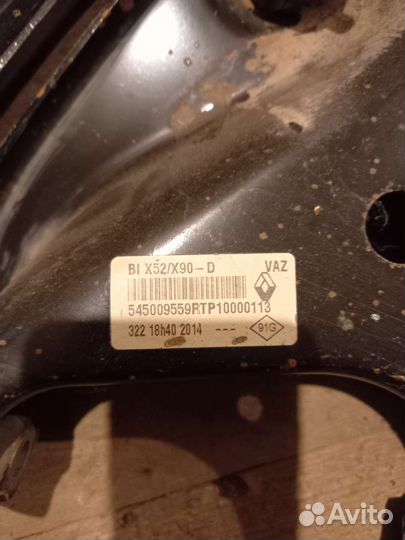 BI X52/X90-D VAZ
545009559RTP10000113
322 18h40 2014 --- 91G
Avito